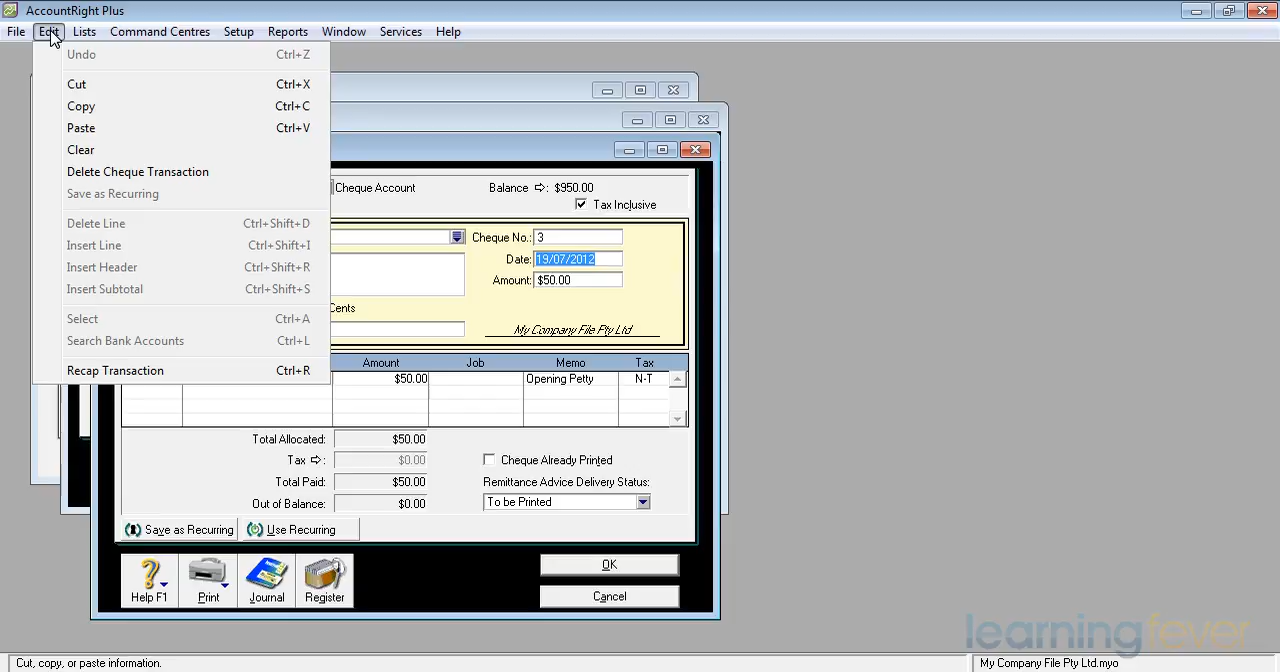 AccountRight Plus
File Edit Lists Command Centres Setup Reports Window Services Help
Undo Ctrl+Z
Cut Ctrl+X
Copy Ctrl+C
Paste Ctrl+V
Clear
Delete Cheque Transaction
Save as Recurring
Delete Line Ctrl+Shift+D
Insert Line Ctrl+Shift+I
Insert Header Ctrl+Shift+R
Insert Subtotal Ctrl+Shift+S
Select Ctrl+A
Search Bank Accounts Ctrl+L
Recap Transaction Ctrl+R
Cheque Account Balance $950.00
Tax Inclusive
Cheque No.: 3
Date: 19/07/2012
Amount: $50.00
Cents
My Company File Pty Ltd
Amount Job Memo Tax
$50.00 Opening Petty N-T
Total Allocated: $50.00
Tax : $0.00 Cheque Already Printed
Total Paid: $50.00 Remittance Advice Delivery Status:
Out of Balance: $0.00 To be Printed
Save as Recurring Use Recurring
Help F1 Print Journal Register
OK
Cancel
learningfever
Cut, copy, or paste information. My Company File Pty Ltd.myo